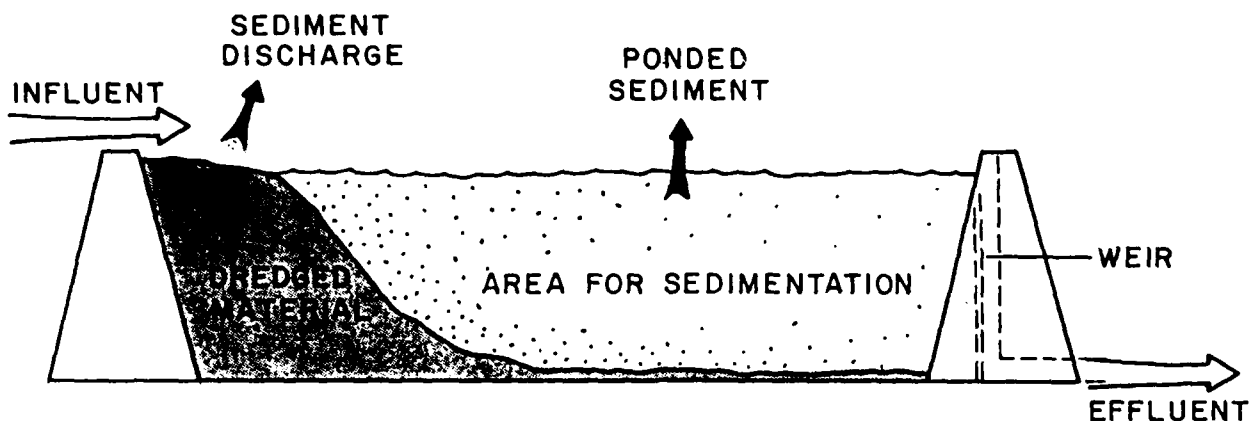 SEDIMENT
DISCHARGE
INFLUENT
PONDED
SEDIMENT
DREDGED
MATERIAL
AREA FOR SEDIMENTATION
WEIR
EFFLUENT